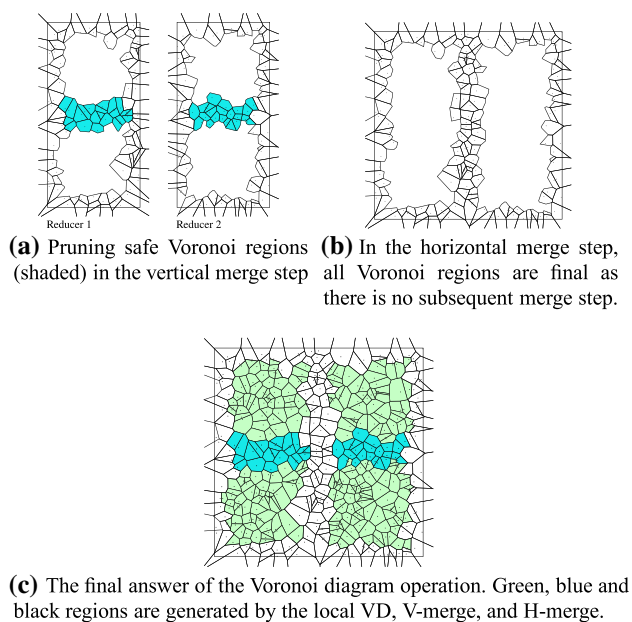 Reducer 1
Reducer 2
(a) Pruning safe Voronoi regions
(shaded) in the vertical merge step
(b) In the horizontal merge step,
all Voronoi regions are final as
there is no subsequent merge step.
(c) The final answer of the Voronoi diagram operation. Green, blue and
black regions are generated by the local VD, V-merge, and H-merge.